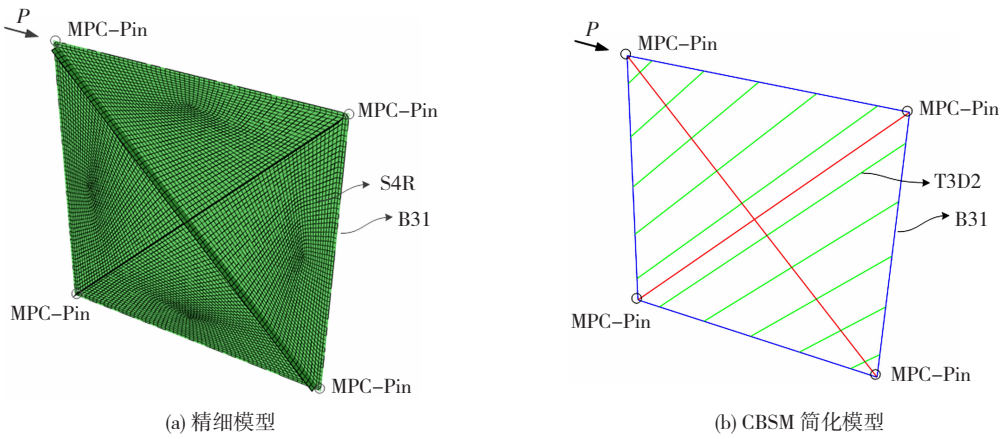 P
MPC-Pin
MPC-Pin
S4R
B31
MPC-Pin
MPC-Pin
(a) 精细模型
P
MPC-Pin
MPC-Pin
T3D2
B31
MPC-Pin
MPC-Pin
(b) CBSM 简化模型